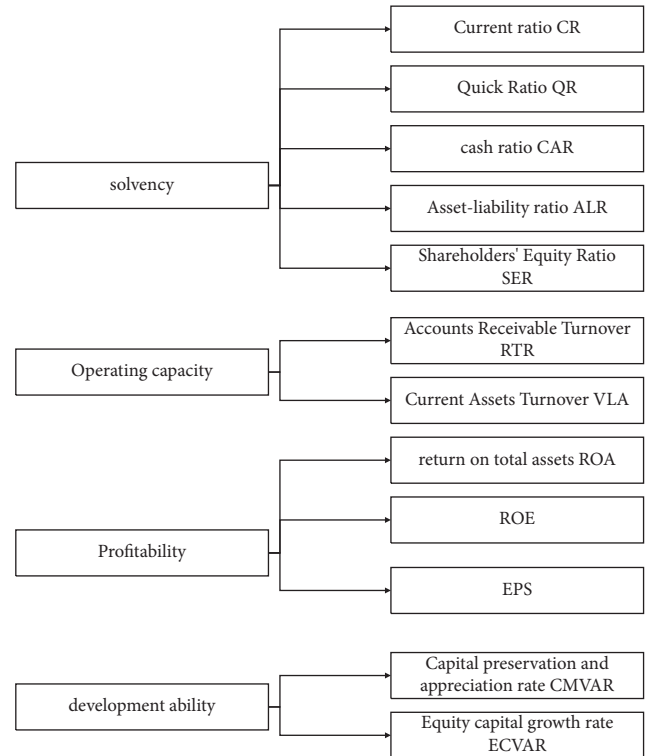 solvency
Current ratio CR
Quick Ratio QR
cash ratio CAR
Asset-liability ratio ALR
Shareholders' Equity Ratio
SER
Operating capacity
Accounts Receivable Turnover
RTR
Current Assets Turnover VLA
Profitability
return on total assets ROA
ROE
EPS
development ability
Capital preservation and
appreciation rate CMVAR
Equity capital growth rate
ECVAR